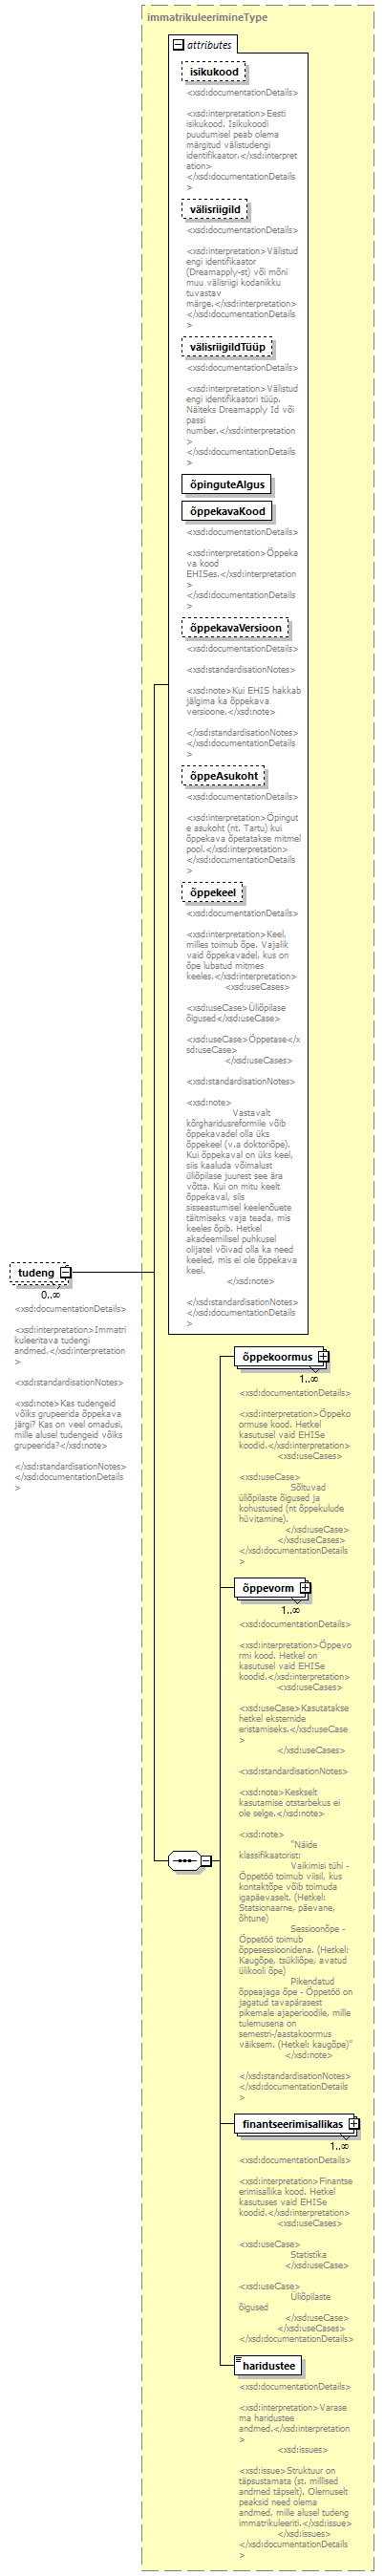 immatrikuleerimineType
attributes
isikukood
<xsd:documentationDetails>
<xsd:interpretation>Eesti
isikukood. Isikukoodi
puudumisel peab olema
märgitud välistudengi
identifikaator.</xsd:interpret
ation>
</xsd:documentationDetails
>
välisriigiId
<xsd:documentationDetails>
<xsd:interpretation>Välistud
engi identifikaator
(Dreamapply-st) või mõni
muu välisriigi kodanikku
tuvastav
märge.</xsd:interpretation>
</xsd:documentationDetails
>
välisriigiIdTüüp
<xsd:documentationDetails>
<xsd:interpretation>Välistud
engi identifikaatori tüüp.
Näiteks Dreamapply Id või
passi
number.</xsd:interpretation
>
</xsd:documentationDetails
>
õpinguteAlgus
õppekavaKood
<xsd:documentationDetails>
<xsd:interpretation>Õppeka
va kood
EHISes.</xsd:interpretation
>
</xsd:documentationDetails
>
õppekavaVersioon
<xsd:documentationDetails>
<xsd:standardisationNotes>
<xsd:note>Kui EHIS hakkab
jälgima ka õppekava
versioone.</xsd:note>
</xsd:standardisationNotes>
</xsd:documentationDetails
>
õppeAsukoht
<xsd:documentationDetails>
<xsd:interpretation>Õpingut
e asukoht (nt. Tartu) kui
õppekava õpetatakse mitmel
pool.</xsd:interpretation>
</xsd:documentationDetails
>
õppekeel
<xsd:documentationDetails>
<xsd:interpretation>Keel,
milles toimub õpe. Vajalik
vaid õppekavadel, kus on
õpe lubatud mitmes
keeles.</xsd:interpretation>
<xsd:useCases>
<xsd:useCase>Üliõpilase
õigused</xsd:useCase>
<xsd:useCase>Õppetase</x
sd:useCase>
</xsd:useCases>
<xsd:standardisationNotes>
<xsd:note>
Vastavalt
kõrgharidusreformile võib
õppekavadel olla üks
õppekeel (v.a doktoriõpe).
Kui õppekaval on üks keel,
siis kaaluda võimalust
üliõpilase juurest see ära
võtta. Kui on mitu keelt
õppekaval, siis
sisseastumisel keelenõuete
täitmiseks vaja teada, mis
keeles õpib. Hetkel
akadeemilisel puhkusel
olijatel võivad olla ka need
keeled, mis ei ole õppekava
keel.
</xsd:note>
</xsd:standardisationNotes>
</xsd:documentationDetails
>
tudeng
0..∞
<xsd:documentationDetails>
<xsd:interpretation>Immatri
kuleeritava tudengi
andmed.</xsd:interpretation
>
<xsd:standardisationNotes>
<xsd:note>Kas tudengeid
võiks grupeerida õppekava
järgi? Kas on veel omadusi,
mille alusel tudengeid võiks
grupeerida?</xsd:note>
</xsd:standardisationNotes>
</xsd:documentationDetails
>
õppekoormus
1..∞
<xsd:documentationDetails>
<xsd:interpretation>Õppeko
ormuse kood. Hetkel
kasutusel vaid EHISe
koodid.</xsd:interpretation>
<xsd:useCases>
<xsd:useCase>
Sõltuvad
üliõpilaste õigused ja
kohustused (nt õppekulude
hüvitamine).
</xsd:useCase>
</xsd:useCases>
</xsd:documentationDetails
>
õppevorm
1..∞
<xsd:documentationDetails>
<xsd:interpretation>Õppevo
rmi kood. Hetkel on
kasutusel vaid EHISe
koodid.</xsd:interpretation>
<xsd:useCases>
<xsd:useCase>Kasutatakse
hetkel eksternide
eristamiseks.</xsd:useCase
>
</xsd:useCases>
<xsd:standardisationNotes>
<xsd:note>Keskselt
kasutamise otstarbekus ei
ole selge.</xsd:note>
<xsd:note>
"Näide
klassifikaatorist:
Vaikimisi tühi -
Õppetöö toimub viisil, kus
kontaktõpe võib toimuda
igapäevaselt. (Hetkel:
Statsionaarne, päevane,
õhtune)
Sessioonõpe -
Õppetöö toimub
õppesessioonidena. (Hetkel:
Kaugõpe, tsükliõpe, avatud
ülikooli õpe)
Pikendatud
õppeajaga õpe - Õppetöö on
jagatud tavapärasest
pikemale ajaperioodile, mille
tulemusena on
semestri-/aastakoormus
väiksem. (Hetkel: kaugõpe)"
</xsd:note>
</xsd:standardisationNotes>
</xsd:documentationDetails
>
finantseerimisallikas
1..∞
<xsd:documentationDetails>
<xsd:interpretation>Finantse
erimisallika kood. Hetkel
kasutuses vaid EHISe
koodid.</xsd:interpretation>
<xsd:useCases>
<xsd:useCase>
Statistika
</xsd:useCase>
<xsd:useCase>
Üliõpilaste
õigused
</xsd:useCase>
</xsd:useCases>
</xsd:documentationDetails>
haridustee
<xsd:documentationDetails>
<xsd:interpretation>Varase
ma haridustee
andmed.</xsd:interpretation
>
<xsd:issues>
<xsd:issue>Struktuur on
täpsustamata (st. millised
andmed täpselt). Olemuselt
peaksid need olema
andmed, mille alusel tudeng
immatrikuleeriti.</xsd:issue>
</xsd:issues>
</xsd:documentationDetails
>